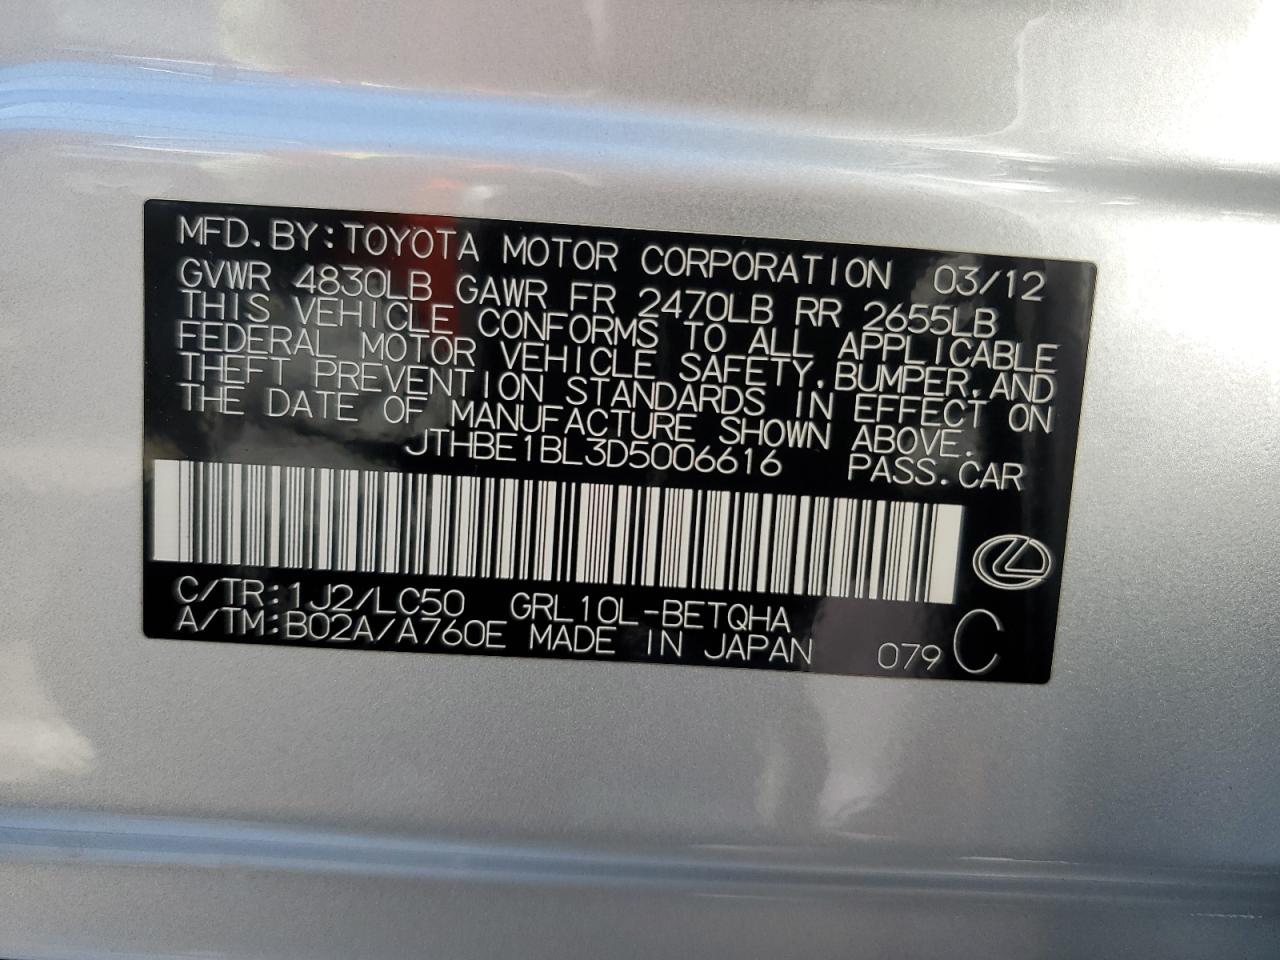 MFD.BY:TOYOTA MOTOR CORPORATION 03/12
GVWR 4830LB GAWR FR 2470LB RR 2655LB
THIS VEHICLE CONFORMS TO ALL APPLICABLE
FEDERAL MOTOR VEHICLE SAFETY,BUMPER,AND
THEFT PREVENTION STANDARDS IN EFFECT ON
THE DATE OF MANUFACTURE SHOWN ABOVE.
JTHBE1BL3D5006616 PASS.CAR
C/TR:1J2/LC50 GRL10L-BETQHA
A/TM:B02A/A760E MADE IN JAPAN 079 C